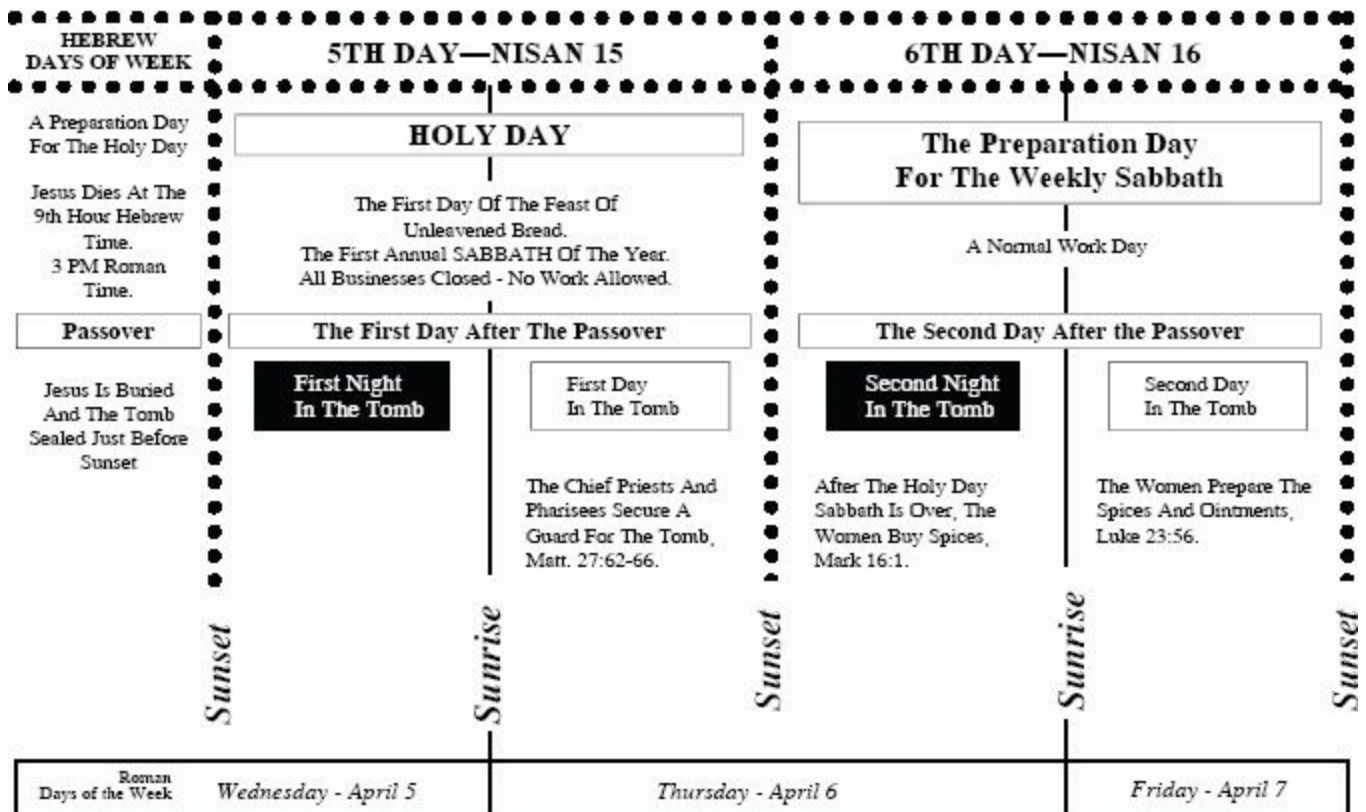 HEBREW
DAYS OF WEEK
5TH DAY—NISAN 15
6TH DAY—NISAN 16
A Preparation Day
For The Holy Day
Jesus Dies At The
9th Hour Hebrew
Time.
3 PM Roman
Time.
Passover
Jesus Is Buried
And The Tomb
Sealed Just Before
Sunset
HOLY DAY
The First Day Of The Feast Of
Unleavened Bread.
The First Annual SABBATH Of The Year.
All Businesses Closed - No Work Allowed.
The First Day After The Passover
First Night
In The Tomb
First Day
In The Tomb
The Chief Priests And
Pharisees Secure A
Guard For The Tomb,
Matt. 27:62-66.
The Preparation Day
For The Weekly Sabbath
A Normal Work Day
The Second Day After the Passover
Second Night
In The Tomb
Second Day
In The Tomb
After The Holy Day
Sabbath Is Over, The
Women Buy Spices,
Mark 16:1.
The Women Prepare The
Spices And Ointments,
Luke 23:56.
Sunset
Sunrise
Sunset
Sunrise
Sunset
Roman
Days of the Week
Wednesday - April 5
Thursday - April 6
Friday - April 7